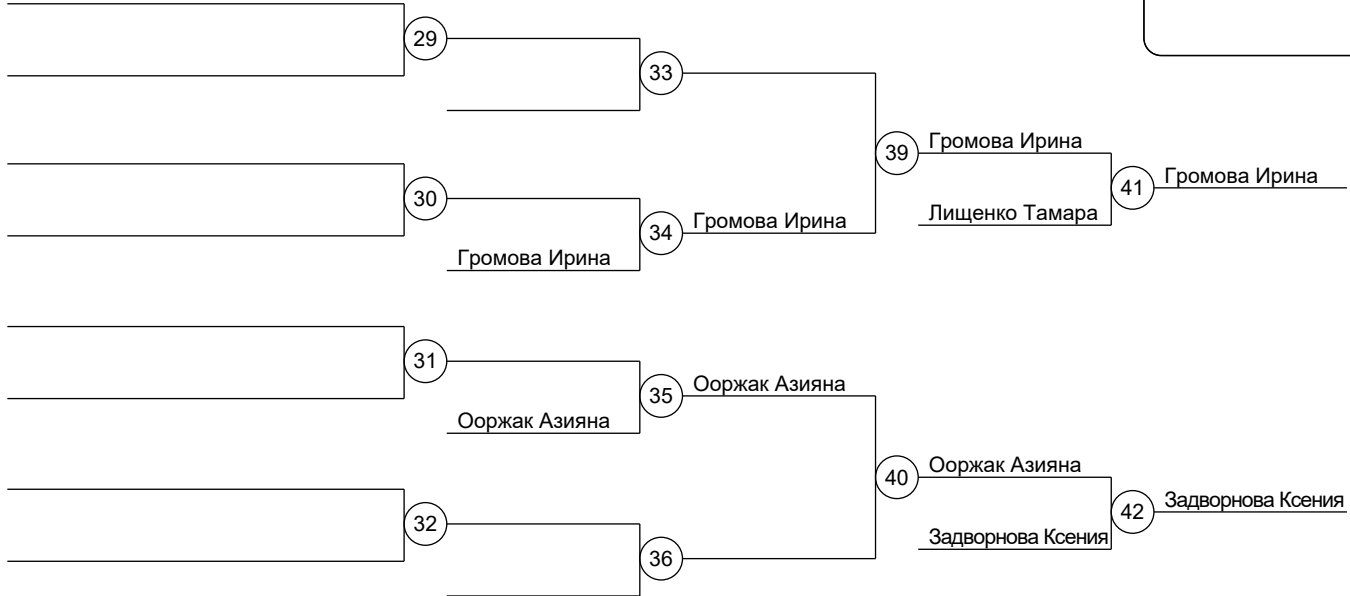 29
33
39
Громова Ирина
41
Громова Ирина
30
Лищенко Тамара
34
Громова Ирина
Громова Ирина
31
35
Ооржак Азияна
Ооржак Азияна
40
Ооржак Азияна
42
Задворнова Ксения
32
Задворнова Ксения
36